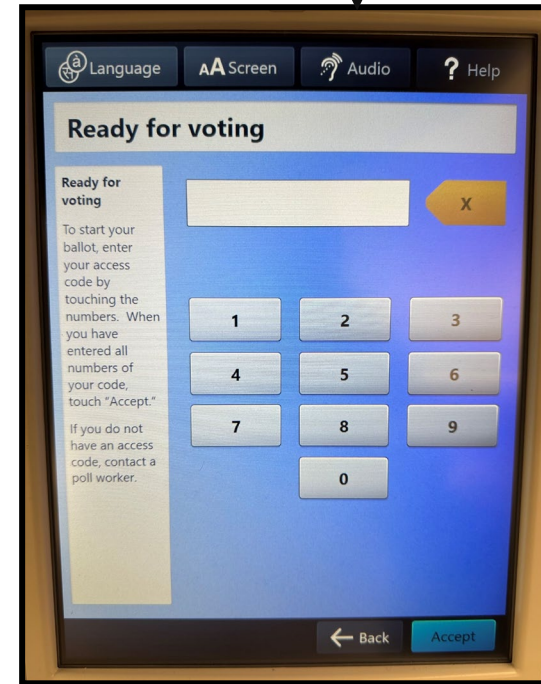 Language
AA Screen
Audio
? Help
Ready for voting
Ready for
voting
To start your
ballot, enter
your access
code by
touching the
numbers. When
you have
entered all
numbers of
your code,
touch "Accept."
If you do not
have an access
code, contact a
poll worker.
X
1 2 3
4 5 6
7 8 9
0
← Back
Accept